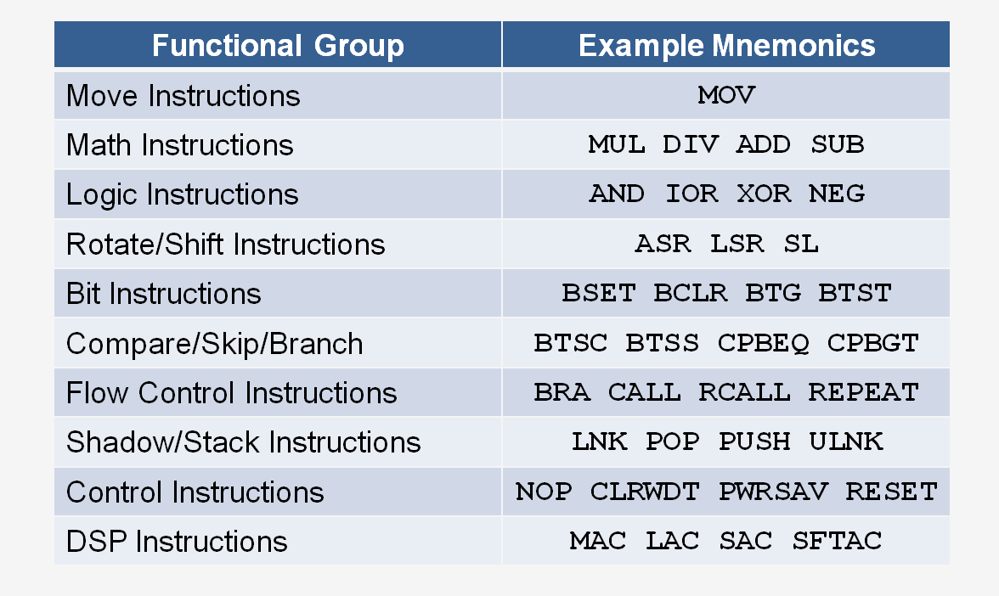 Functional Group Example Mnemonics
Move Instructions MOV
Math Instructions MUL DIV ADD SUB
Logic Instructions AND IOR XOR NEG
Rotate/Shift Instructions ASR LSR SL
Bit Instructions BSET BCLR BTG BTST
Compare/Skip/Branch BTSC BTSS CPBEQ CPBGT
Flow Control Instructions BRA CALL RCALL REPEAT
Shadow/Stack Instructions LNK POP PUSH ULNK
Control Instructions NOP CLRWDT PWRSAV RESET
DSP Instructions MAC LAC SAC SFTAC